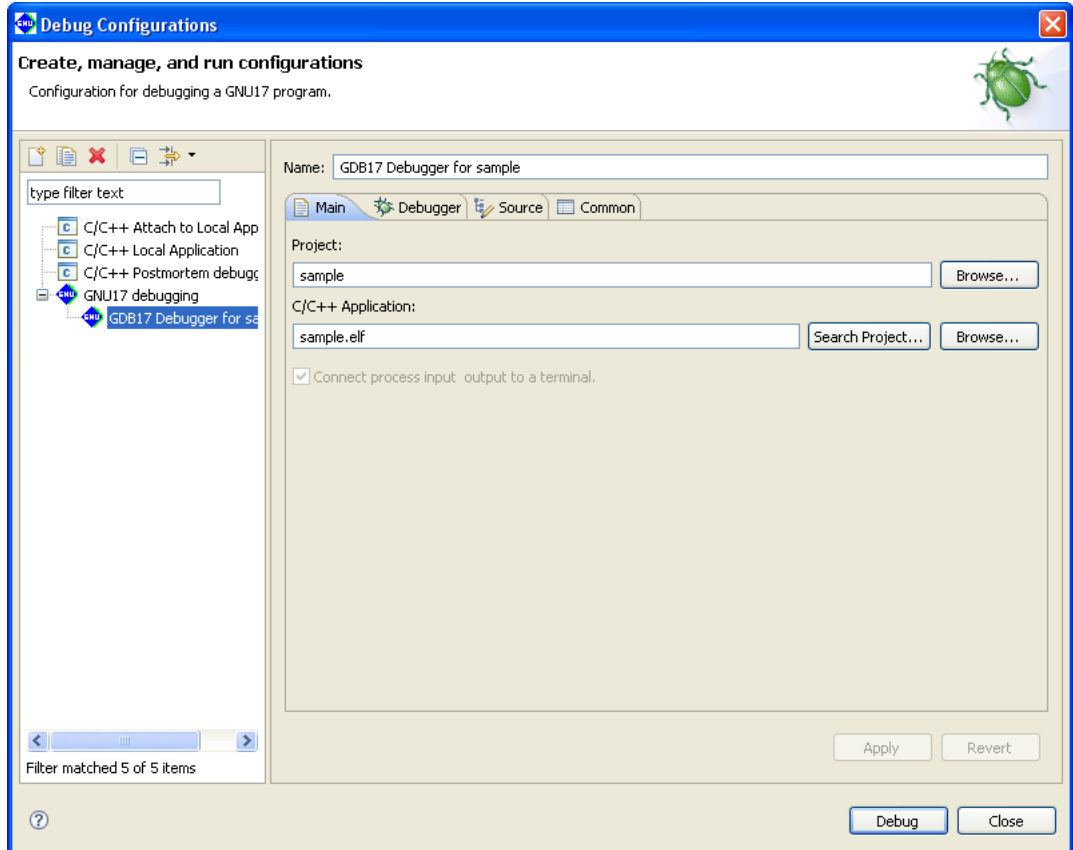 Debug Configurations
Create, manage, and run configurations
Configuration for debugging a GNU17 program.
type filter text
C/C++ Attach to Local App
C/C++ Local Application
C/C++ Postmortem debugg
GNU17 debugging
GDB17 Debugger for sa
Filter matched 5 of 5 items
Name: GDB17 Debugger for sample
Main Debugger Source Common
Project:
sample Browse...
C/C++ Application:
sample.elf Search Project... Browse...
Connect process input output to a terminal.
Apply Revert
Debug Close